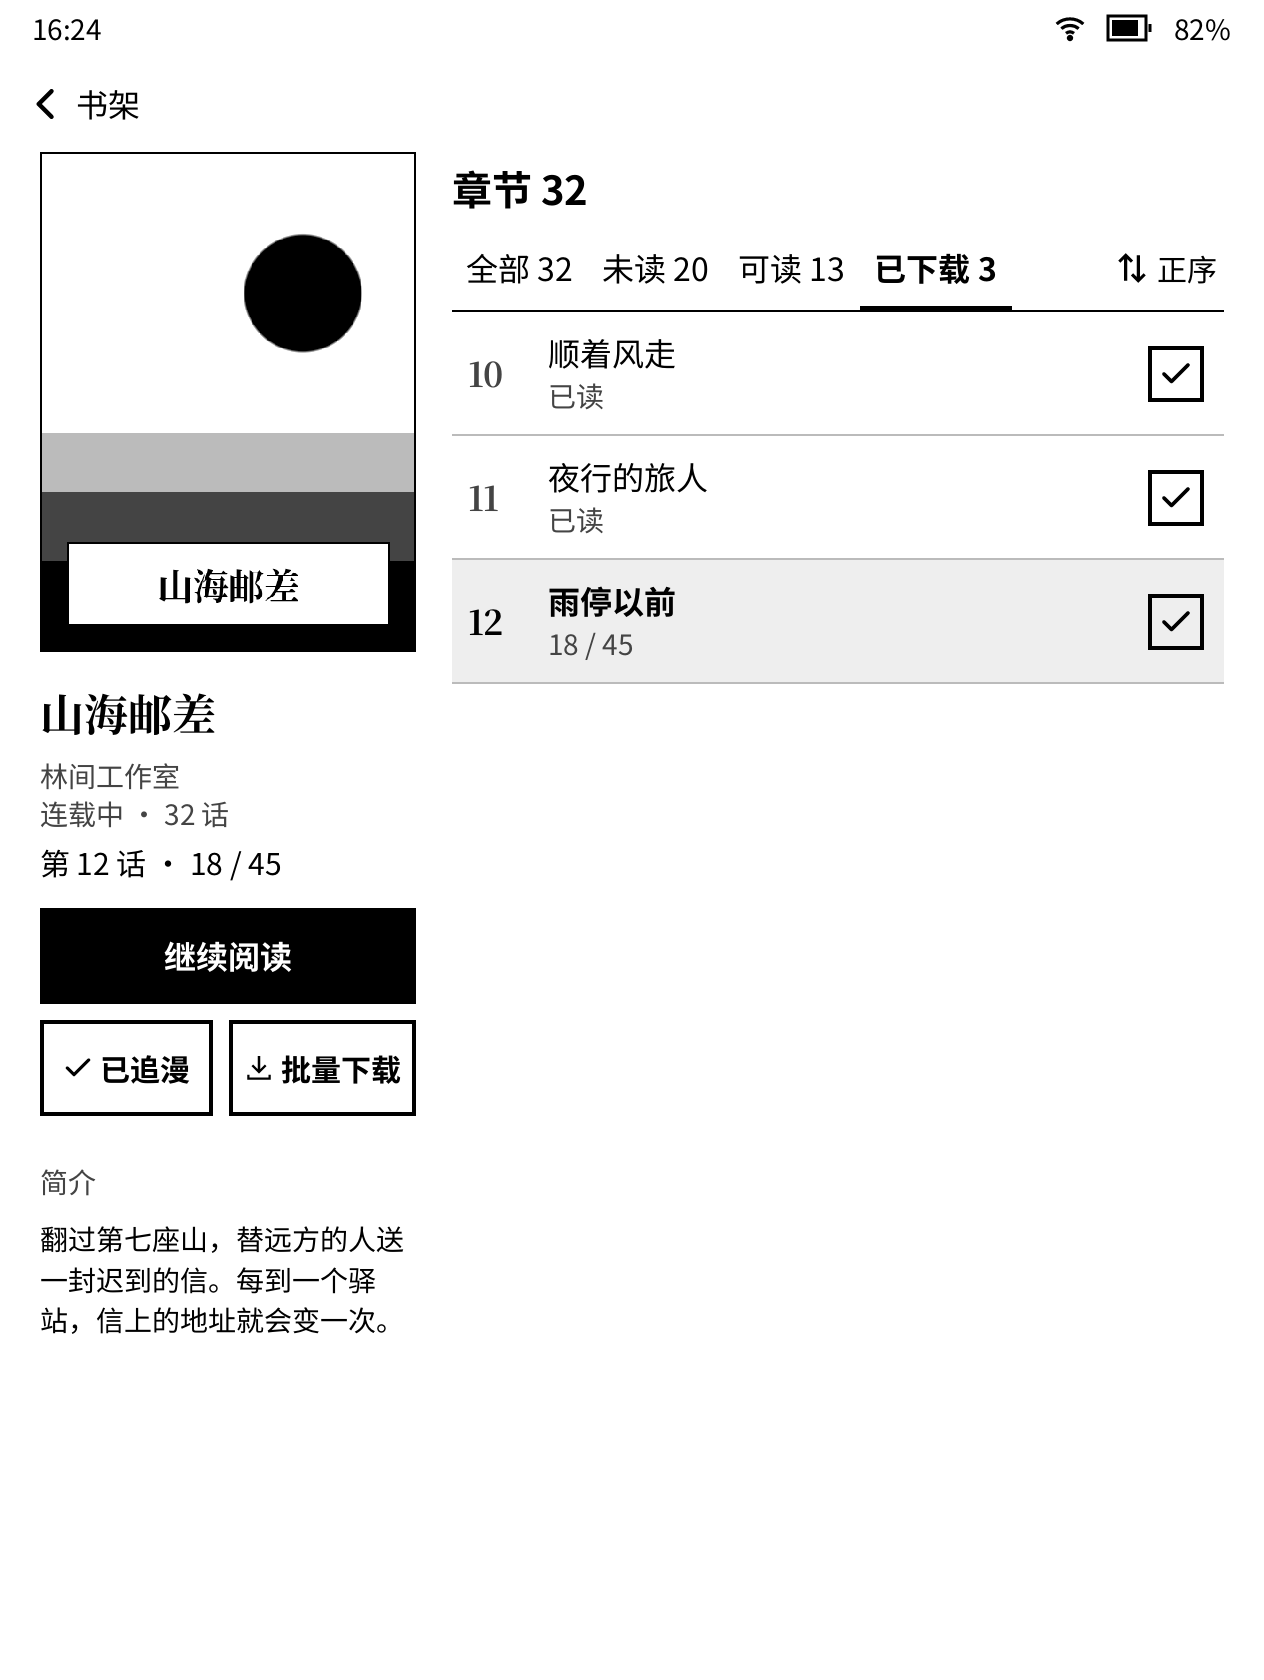 16:24
82%
书架
山海邮差
山海邮差
林间工作室
连载中 · 32 话
第 12 话 · 18 / 45
继续阅读
已追漫
批量下载
简介
翻过第七座山，替远方的人送
一封迟到的信。每到一个驿
站，信上的地址就会变一次。
章节 32
全部 32 未读 20 可读 13 已下载 3 正序
10 顺着风走
已读
11 夜行的旅人
已读
12 雨停以前
18 / 45